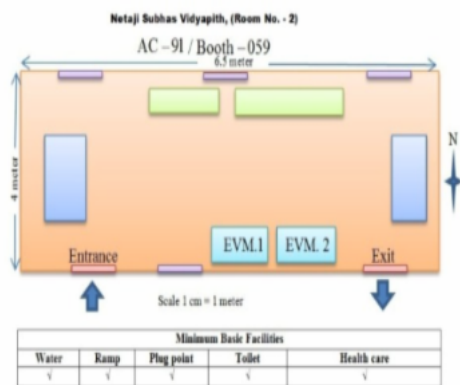 Netaji Subhas Vidyapith, (Room No. - 2)
AC -91 / Booth -059
6.5 meter
N
4 meter
EVM.1 EVM. 2
Entrance Exit
Scale 1 cm = 1 meter
Minimum Basic Facilities
Water Ramp Plug point Toilet Health care
√ √ √ √ √